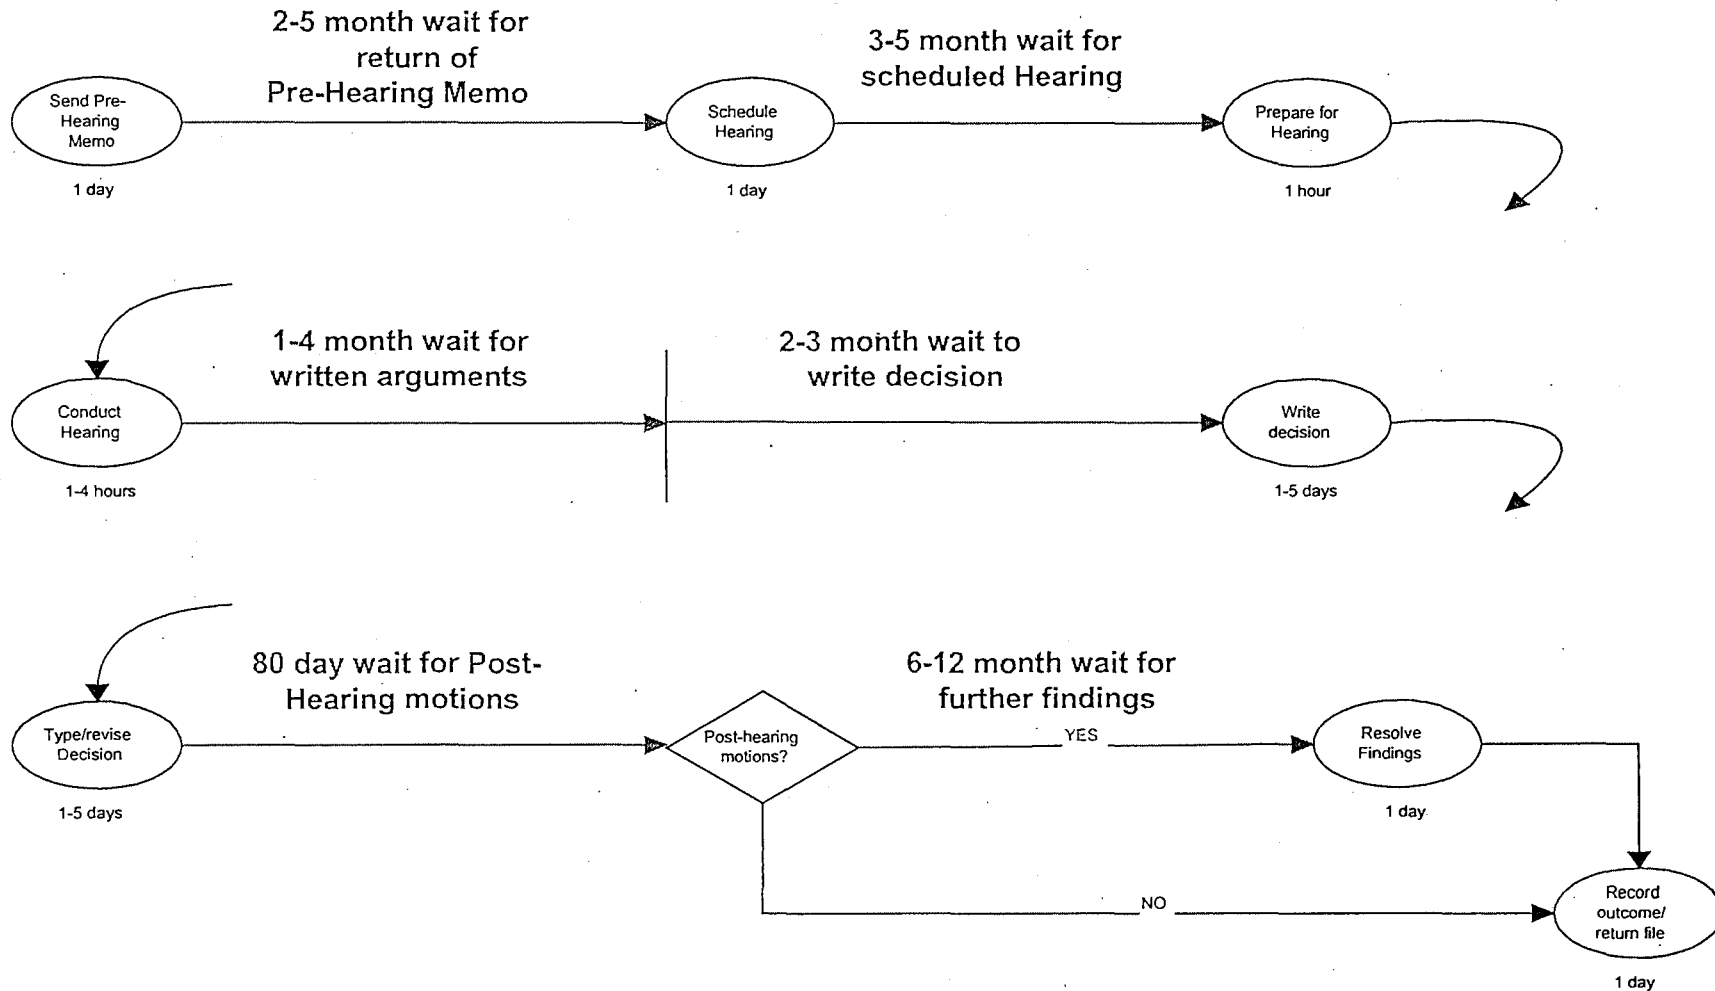 2-5 month wait for
return of
Pre-Hearing Memo
3-5 month wait for
scheduled Hearing
Send Pre-
Hearing
Memo
Schedule
Hearing
Prepare for
Hearing
1 day
1 day
1 hour
1-4 month wait for
written arguments
2-3 month wait to
write decision
Conduct
Hearing
Write
decision
1-4 hours
1-5 days
80 day wait for Post-
Hearing motions
6-12 month wait for
further findings
Type/revise
Decision
Post-hearing
motions?
YES
Resolve
Findings
1-5 days
1 day
NO
Record
outcome/
return file
1 day